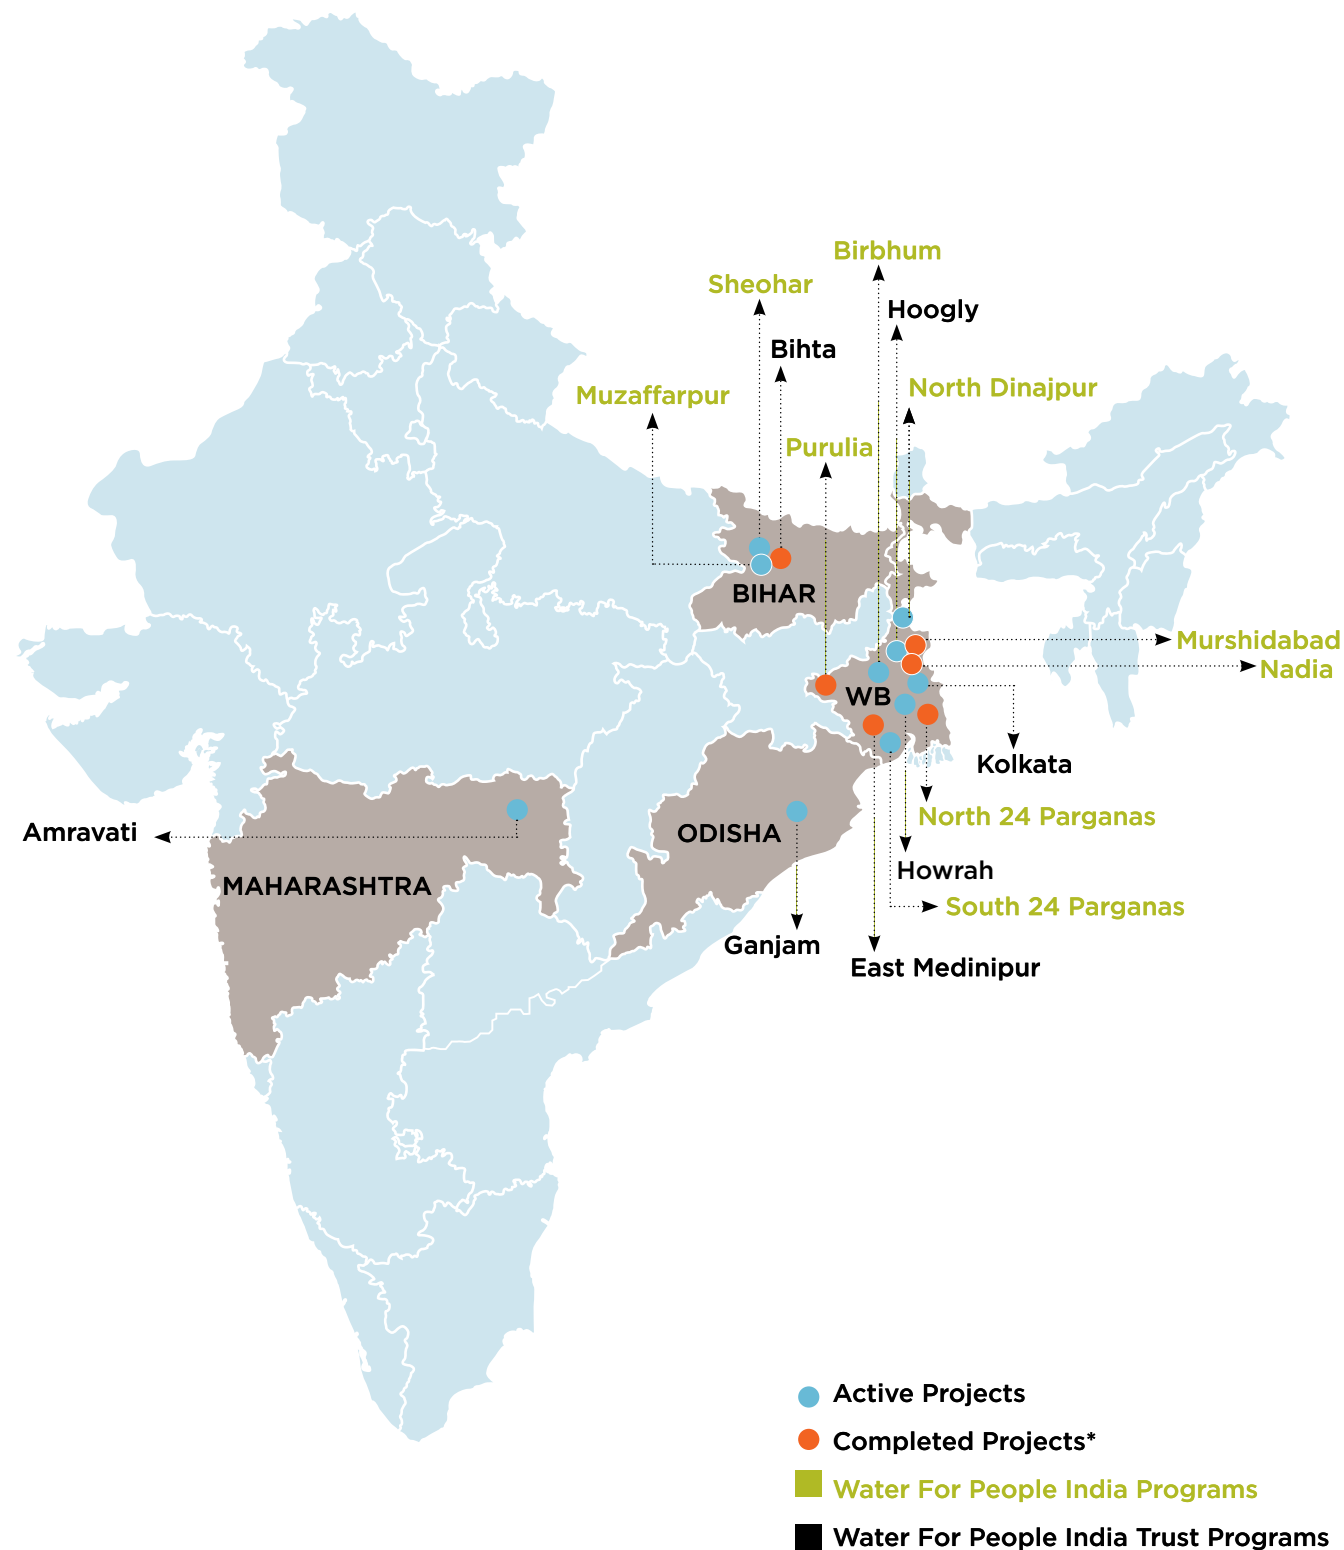 Birbhum
Sheohar
Hoogly
Bihta
Muzaffarpur
North Dinajpur
Purulia
BIHAR
Murshidabad
Nadia
WB
Kolkata
North 24 Parganas
Amravati
ODISHA
Howrah
MAHARASHTRA
South 24 Parganas
Ganjam
East Medinipur
Active Projects
Completed Projects*
Water For People India Programs
Water For People India Trust Programs